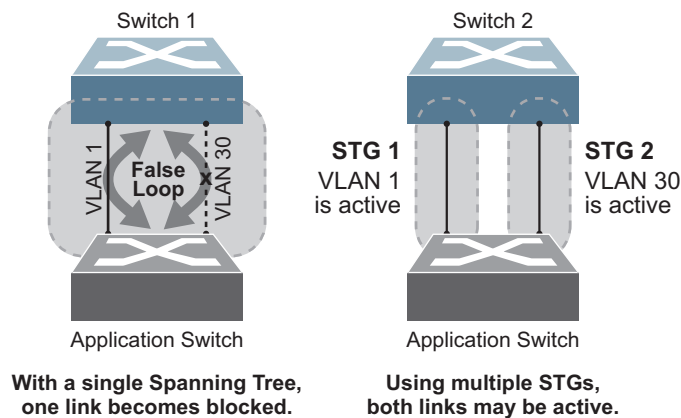 Switch 1
VLAN 1
False
Loop
VLAN 30
x
Application Switch
With a single Spanning Tree,
one link becomes blocked.
Switch 2
STG 1
VLAN 1
is active
STG 2
VLAN 30
is active
Application Switch
Using multiple STGs,
both links may be active.